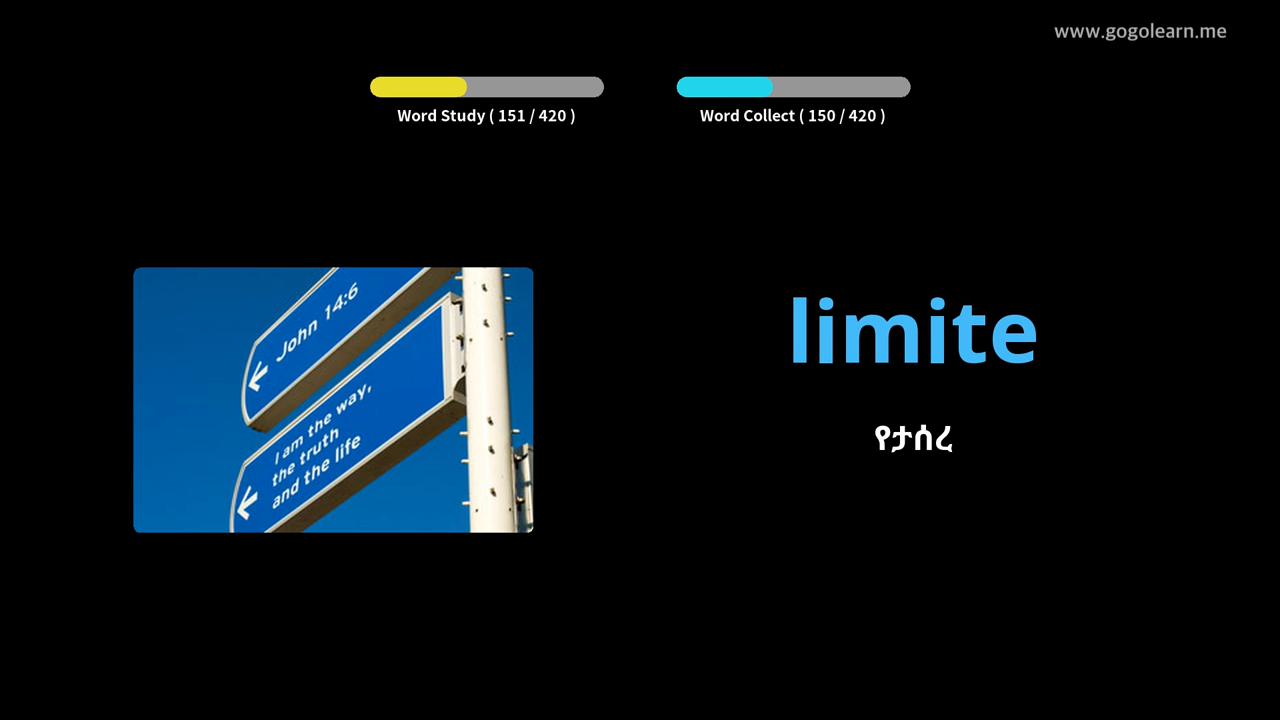 www.gogolearn.me
Word Study ( 151 / 420 )
Word Collect ( 150 / 420 )
John 14:6
I am the way,
the truth
and the life
limite
የታሰረ